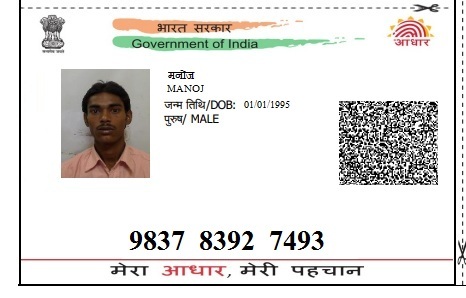 भारत सरकार
Government of India
आधार
मनोज
MANOJ
जन्म तिथि/DOB: 01/01/1995
पुरुष/ MALE
9837 8392 7493
मेरा आधार, मेरी पहचान